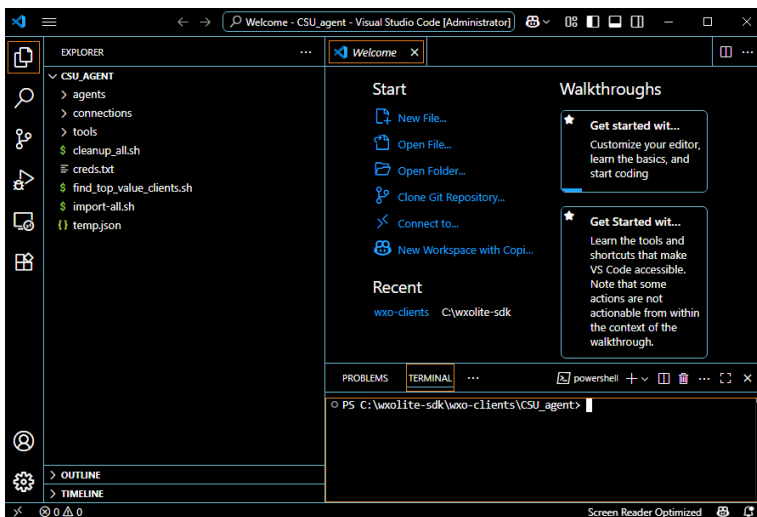 Welcome - CSU_agent - Visual Studio Code [Administrator]
EXPLORER
CSU_AGENT
agents
connections
tools
$ cleanup_all.sh
creds.txt
$ find_top_value_clients.sh
$ import-all.sh
{} temp.json
OUTLINE
TIMELINE
Welcome
Start
New File...
Open File...
Open Folder...
Clone Git Repository...
Connect to...
New Workspace with Copi...
Recent
wxo-clients C:\wxolite-sdk
Walkthroughs
Get started wit...
Customize your editor,
learn the basics, and
start coding
Get Started wit...
Learn the tools and
shortcuts that make
VS Code accessible.
Note that some
actions are not
actionable from within
the context of the
walkthrough.
PROBLEMS TERMINAL ... powershell
PS C:\wxolite-sdk\wxo-clients\CSU_agent>
0 0 Screen Reader Optimized